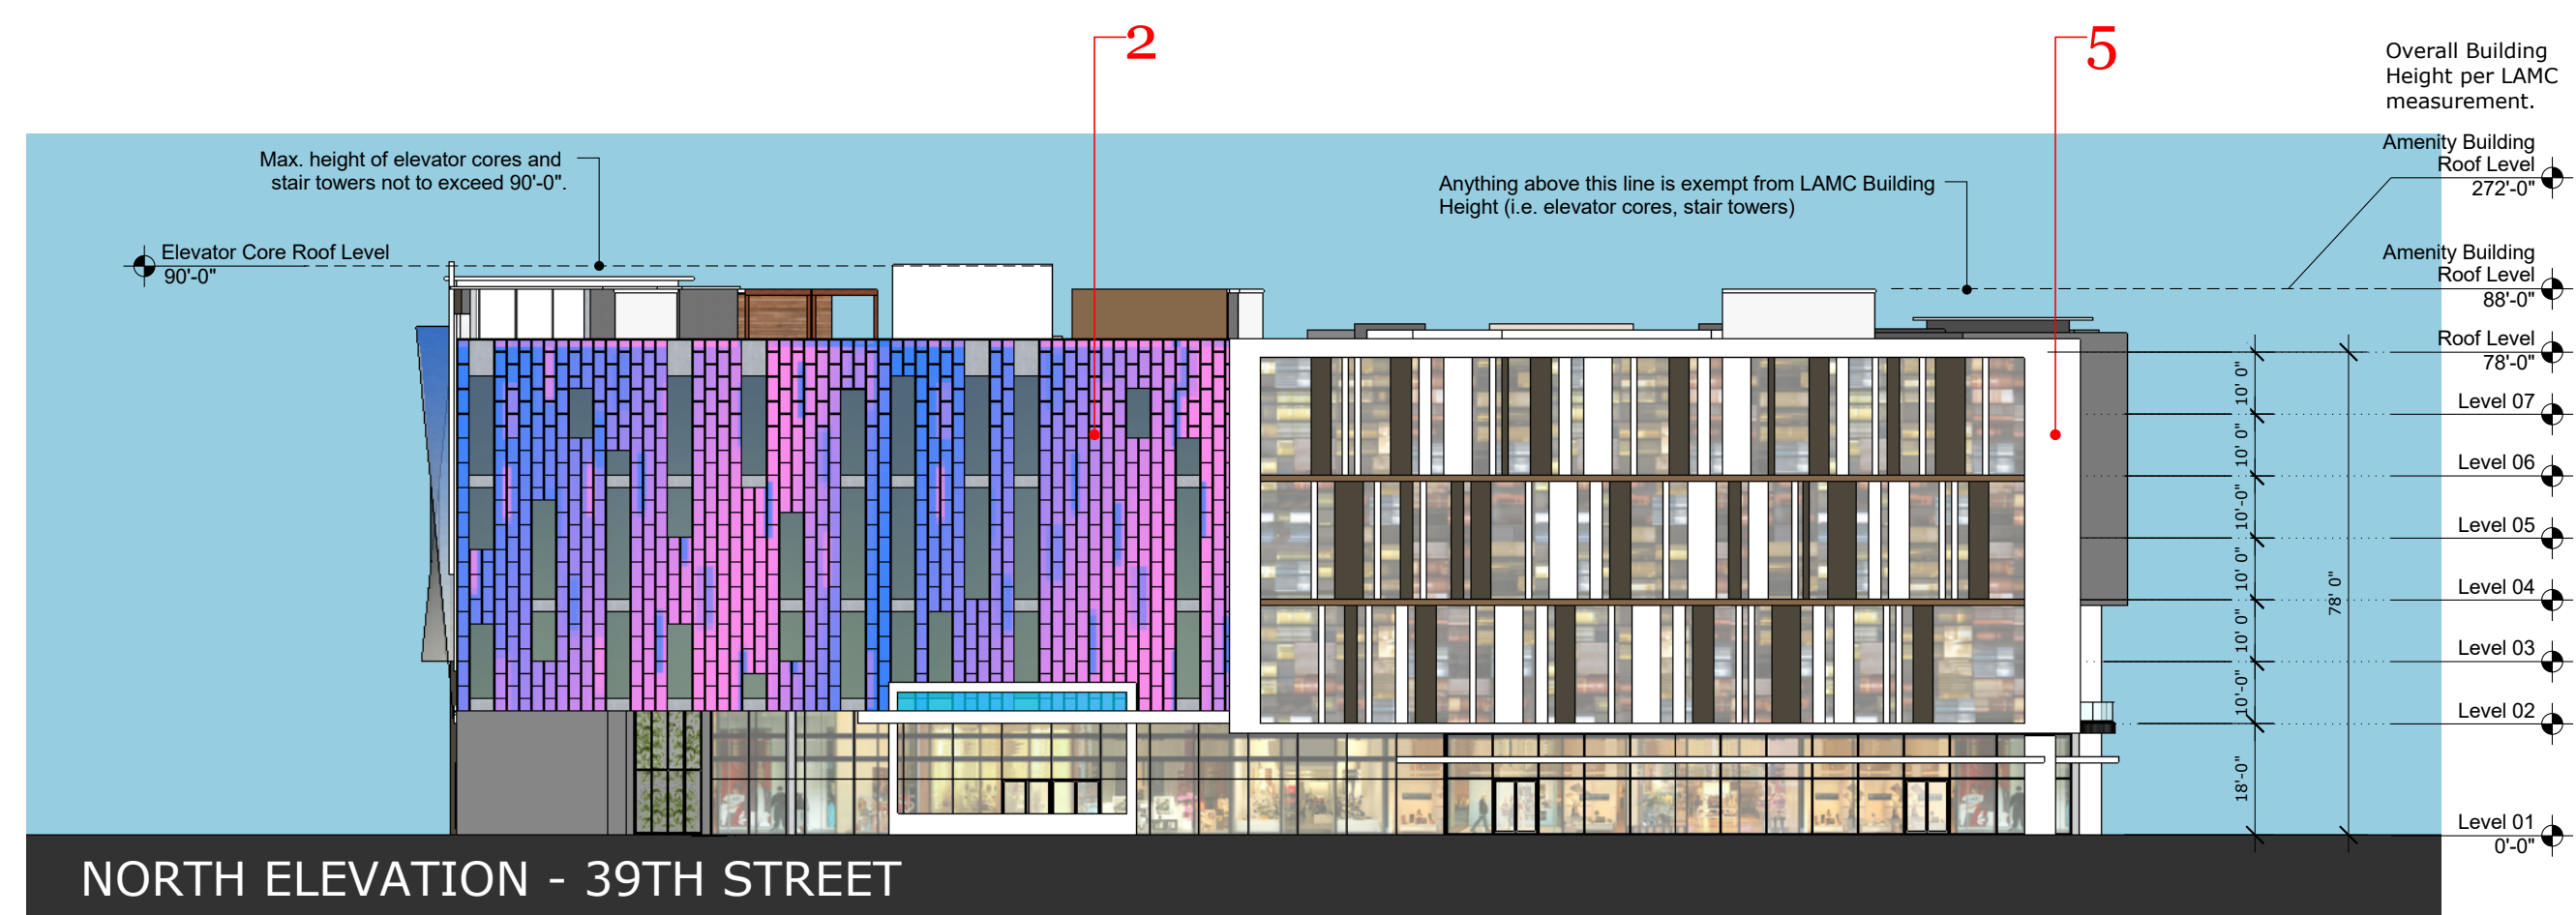 2
5
Overall Building
Height per LAMC
measurement.
Max. height of elevator cores and
stair towers not to exceed 90'-0".
Anything above this line is exempt from LAMC Building
Height (i.e. elevator cores, stair towers)
Elevator Core Roof Level
90'-0"
Amenity Building
Roof Level
272'-0"
Amenity Building
Roof Level
88'-0"
Roof Level
78'-0"
Level 07
Level 06
Level 05
Level 04
Level 03
Level 02
Level 01
0'-0"
10' 0"
10' 0"
10'-0"
10' 0"
10' 0"
10'-0"
18'-0"
78' 0"
NORTH ELEVATION - 39TH STREET